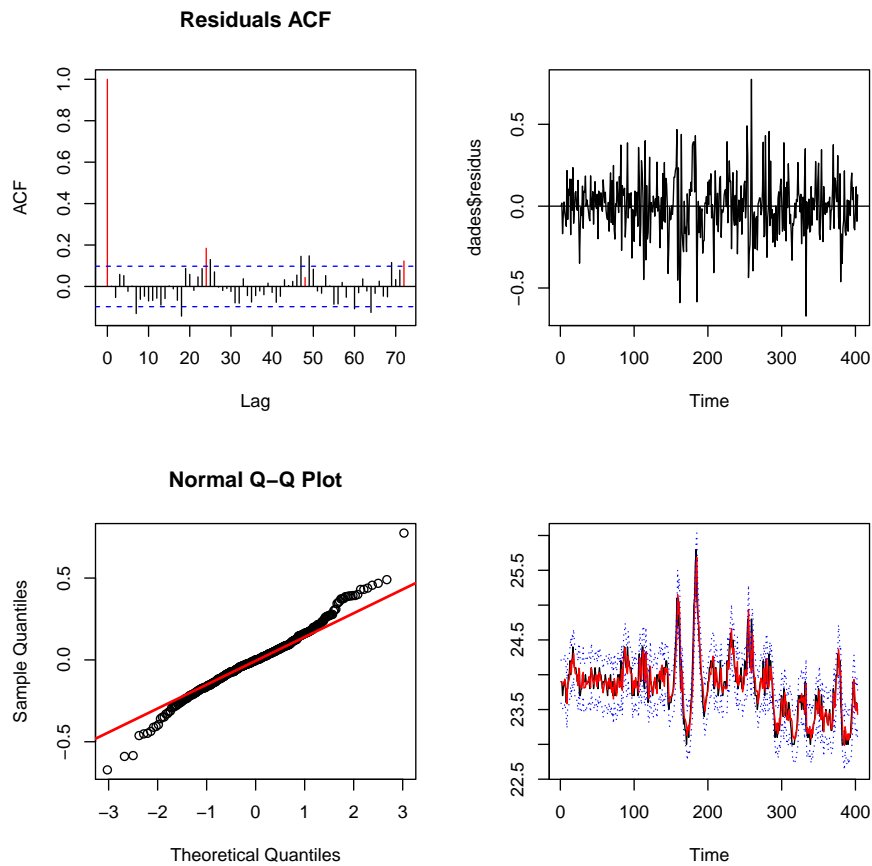 Residuals ACF
ACF
1.0
0.8
0.6
0.4
0.2
0.0
0 10 20 30 40 50 60 70
Lag
dades$residus
0.5
0.0
−0.5
0 100 200 300 400
Time
Normal Q−Q Plot
Sample Quantiles
0.5
0.0
−0.5
−3 −2 −1 0 1 2 3
Theoretical Quantiles
25.5
24.5
23.5
22.5
0 100 200 300 400
Time